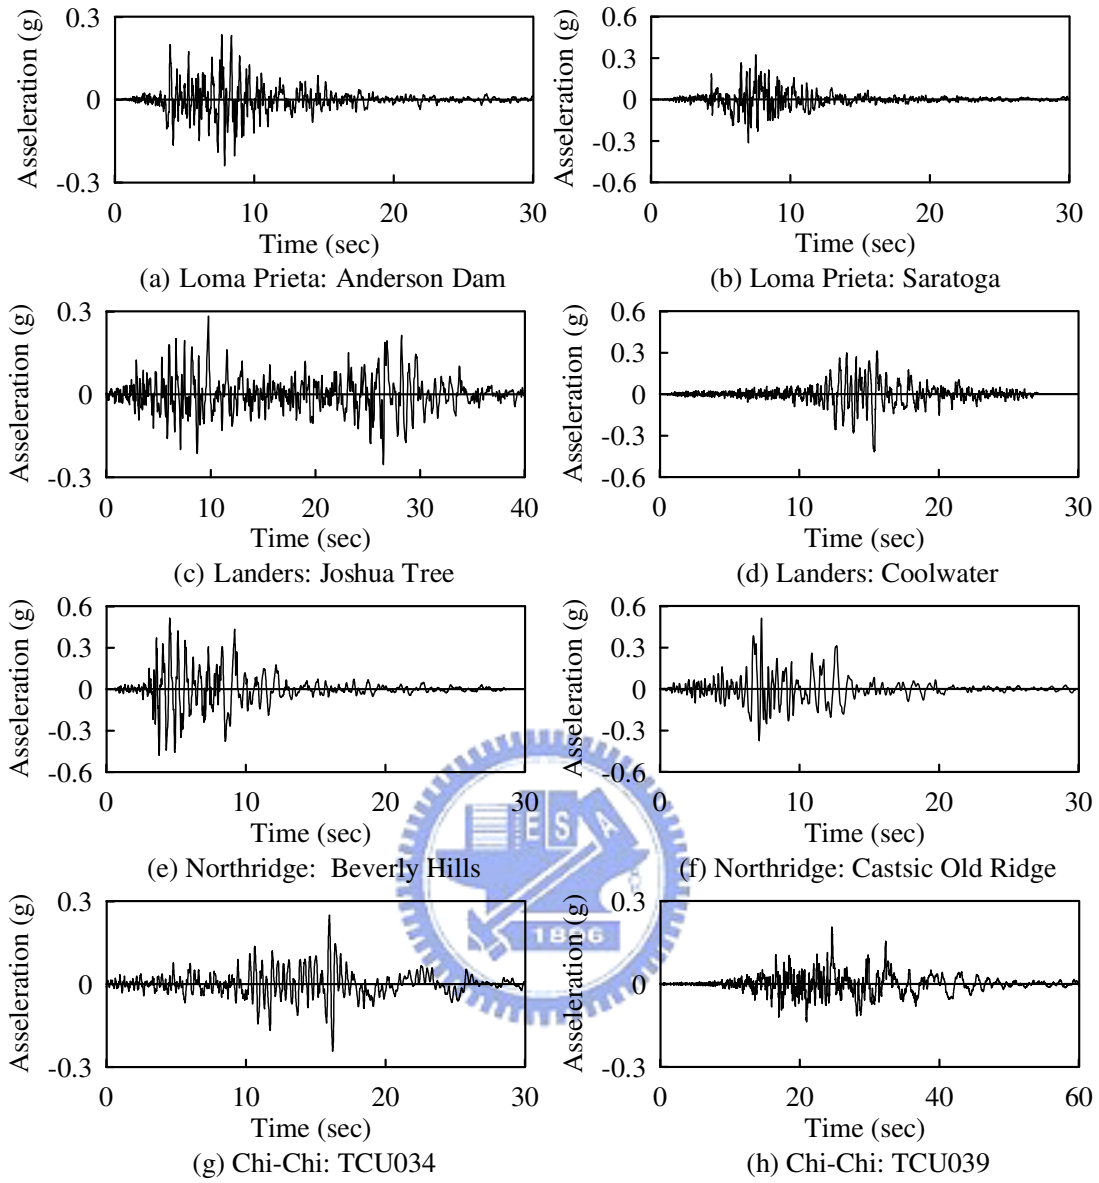 Asseleration (g)
0.3
0
-0.3
0 10 20 30
Time (sec)
(a) Loma Prieta: Anderson Dam
Asseleration (g)
0.6
0.3
0
-0.3
-0.6
0 10 20 30
Time (sec)
(b) Loma Prieta: Saratoga
Asseleration (g)
0.3
0
-0.3
0 10 20 30 40
Time (sec)
(c) Landers: Joshua Tree
Asseleration (g)
0.6
0.3
0
-0.3
-0.6
0 10 20 30
Time (sec)
(d) Landers: Coolwater
Asseleration (g)
0.6
0.3
0
-0.3
-0.6
0 10 20 30
Time (sec)
(e) Northridge: Beverly Hills
Asseleration (g)
0.6
0.3
0
-0.3
-0.6
0 10 20 30
Time (sec)
(f) Northridge: Castsic Old Ridge
Asseleration (g)
0.3
0
-0.3
0 10 20 30
Time (sec)
(g) Chi-Chi: TCU034
Asseleration (g)
0.3
0
-0.3
0 20 40 60
Time (sec)
(h) Chi-Chi: TCU039
E S A
1896